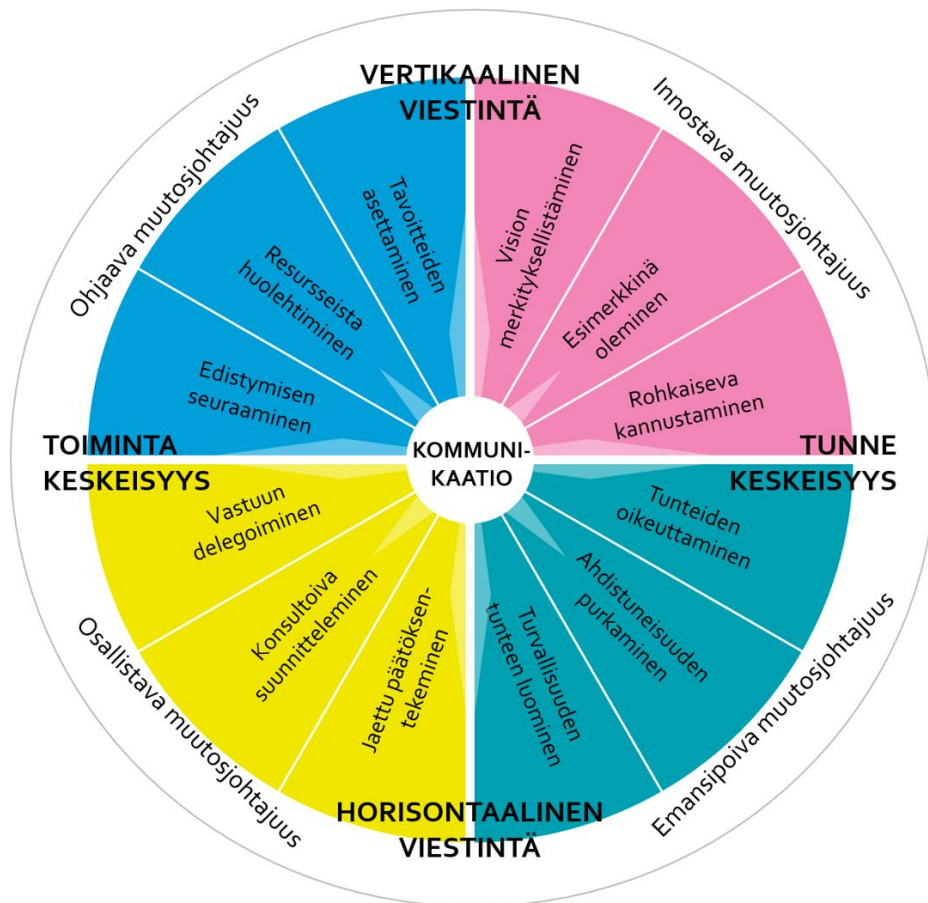 VERTIKAALINEN
VIESTINTÄ
Ohjaava muutosjohtajuus
Innostava muutosjohtajuus
Tavoitteiden
asettaminen
Resursseista
huolehtiminen
Edistymisen
seuraaminen
Vision
merkityksellistäminen
Esimerkkinä
oleminen
Rohkaiseva
kannustaminen
TOIMINTA
KESKEISYYS
KOMMUNI-
KAATIO
TUNNE
KESKEISYYS
Vastuun
delegoiminen
Konsultoiva
suunnitteleminen
Jaettu päätöksen-
tekeminen
Tunteiden
oikeuttaminen
Ahdistuneisuuden
purkaminen
Turvallisuuden
tunteen luominen
Osallistava muutosjohtajuus
Emansipoiva muutosjohtajuus
HORISONTAALINEN
VIESTINTÄ